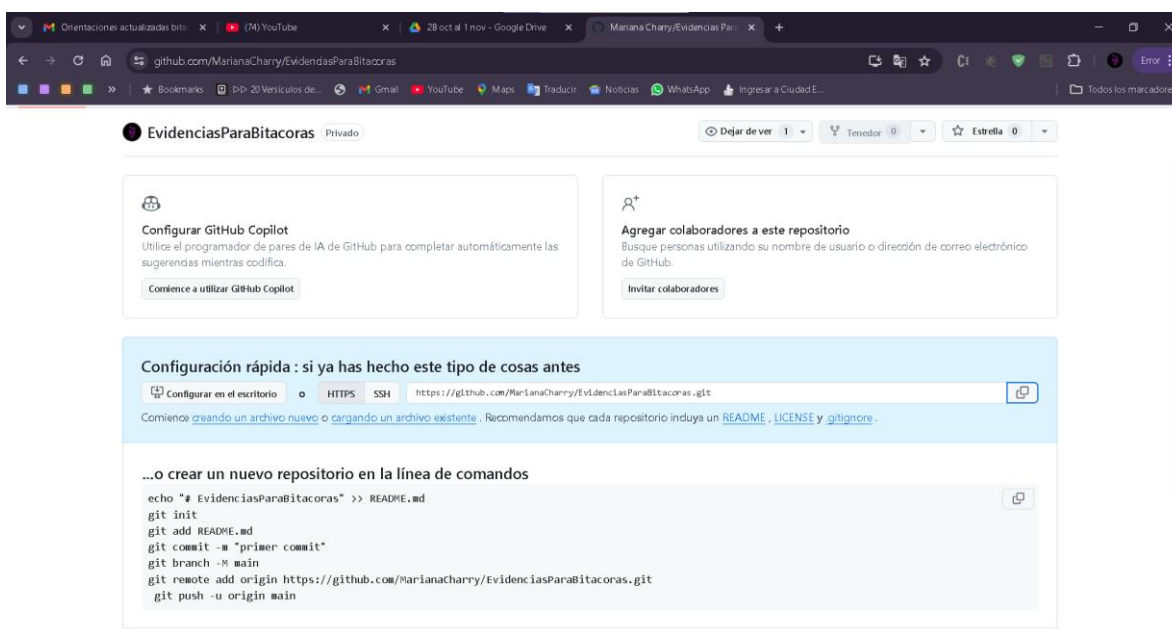 Orientaciones actualizadas bitá
(74) YouTube
28 oct al 1 nov - Google Drive
MarianaCharry/Evidencias Para
github.com/MarianaCharry/EvidenciasParaBitacoras
Error
Bookmarks
▷▷ 20 Versículos de...
Gmail
YouTube
Maps
Traducir
Noticias
WhatsApp
Ingresar a Ciudad E...
Todos los marcadores
EvidenciasParaBitacoras Privado
Dejar de ver 1
Tenedor 0
Estrella 0
Configurar GitHub Copilot
Utilice el programador de pares de IA de GitHub para completar automáticamente las
sugerencias mientras codifica.
Comience a utilizar GitHub Copilot
Agregar colaboradores a este repositorio
Busque personas utilizando su nombre de usuario o dirección de correo electrónico
de GitHub.
Invitar colaboradores
Configuración rápida : si ya has hecho este tipo de cosas antes
Configurar en el escritorio o HTTPS SSH https://github.com/MarianaCharry/EvidenciasParaBitacoras.git
Comience creando un archivo nuevo o cargando un archivo existente . Recomendamos que cada repositorio incluya un README , LICENSE y .gitignore .
...o crear un nuevo repositorio en la línea de comandos
echo "# EvidenciasParaBitacoras" >> README.md
git init
git add README.md
git commit -m "primer commit"
git branch -M main
git remote add origin https://github.com/MarianaCharry/EvidenciasParaBitacoras.git
git push -u origin main